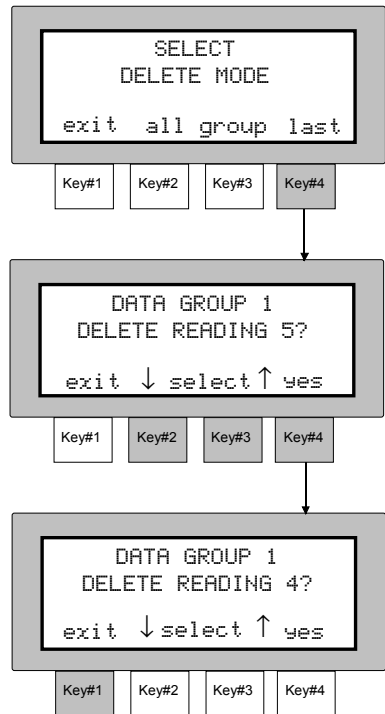 SELECT
DELETE MODE
exit all group last
Key#1 Key#2 Key#3 Key#4
DATA GROUP 1
DELETE READING 5?
exit ↓ select ↑ yes
Key#1 Key#2 Key#3 Key#4
DATA GROUP 1
DELETE READING 4?
exit ↓ select ↑ yes
Key#1 Key#2 Key#3 Key#4